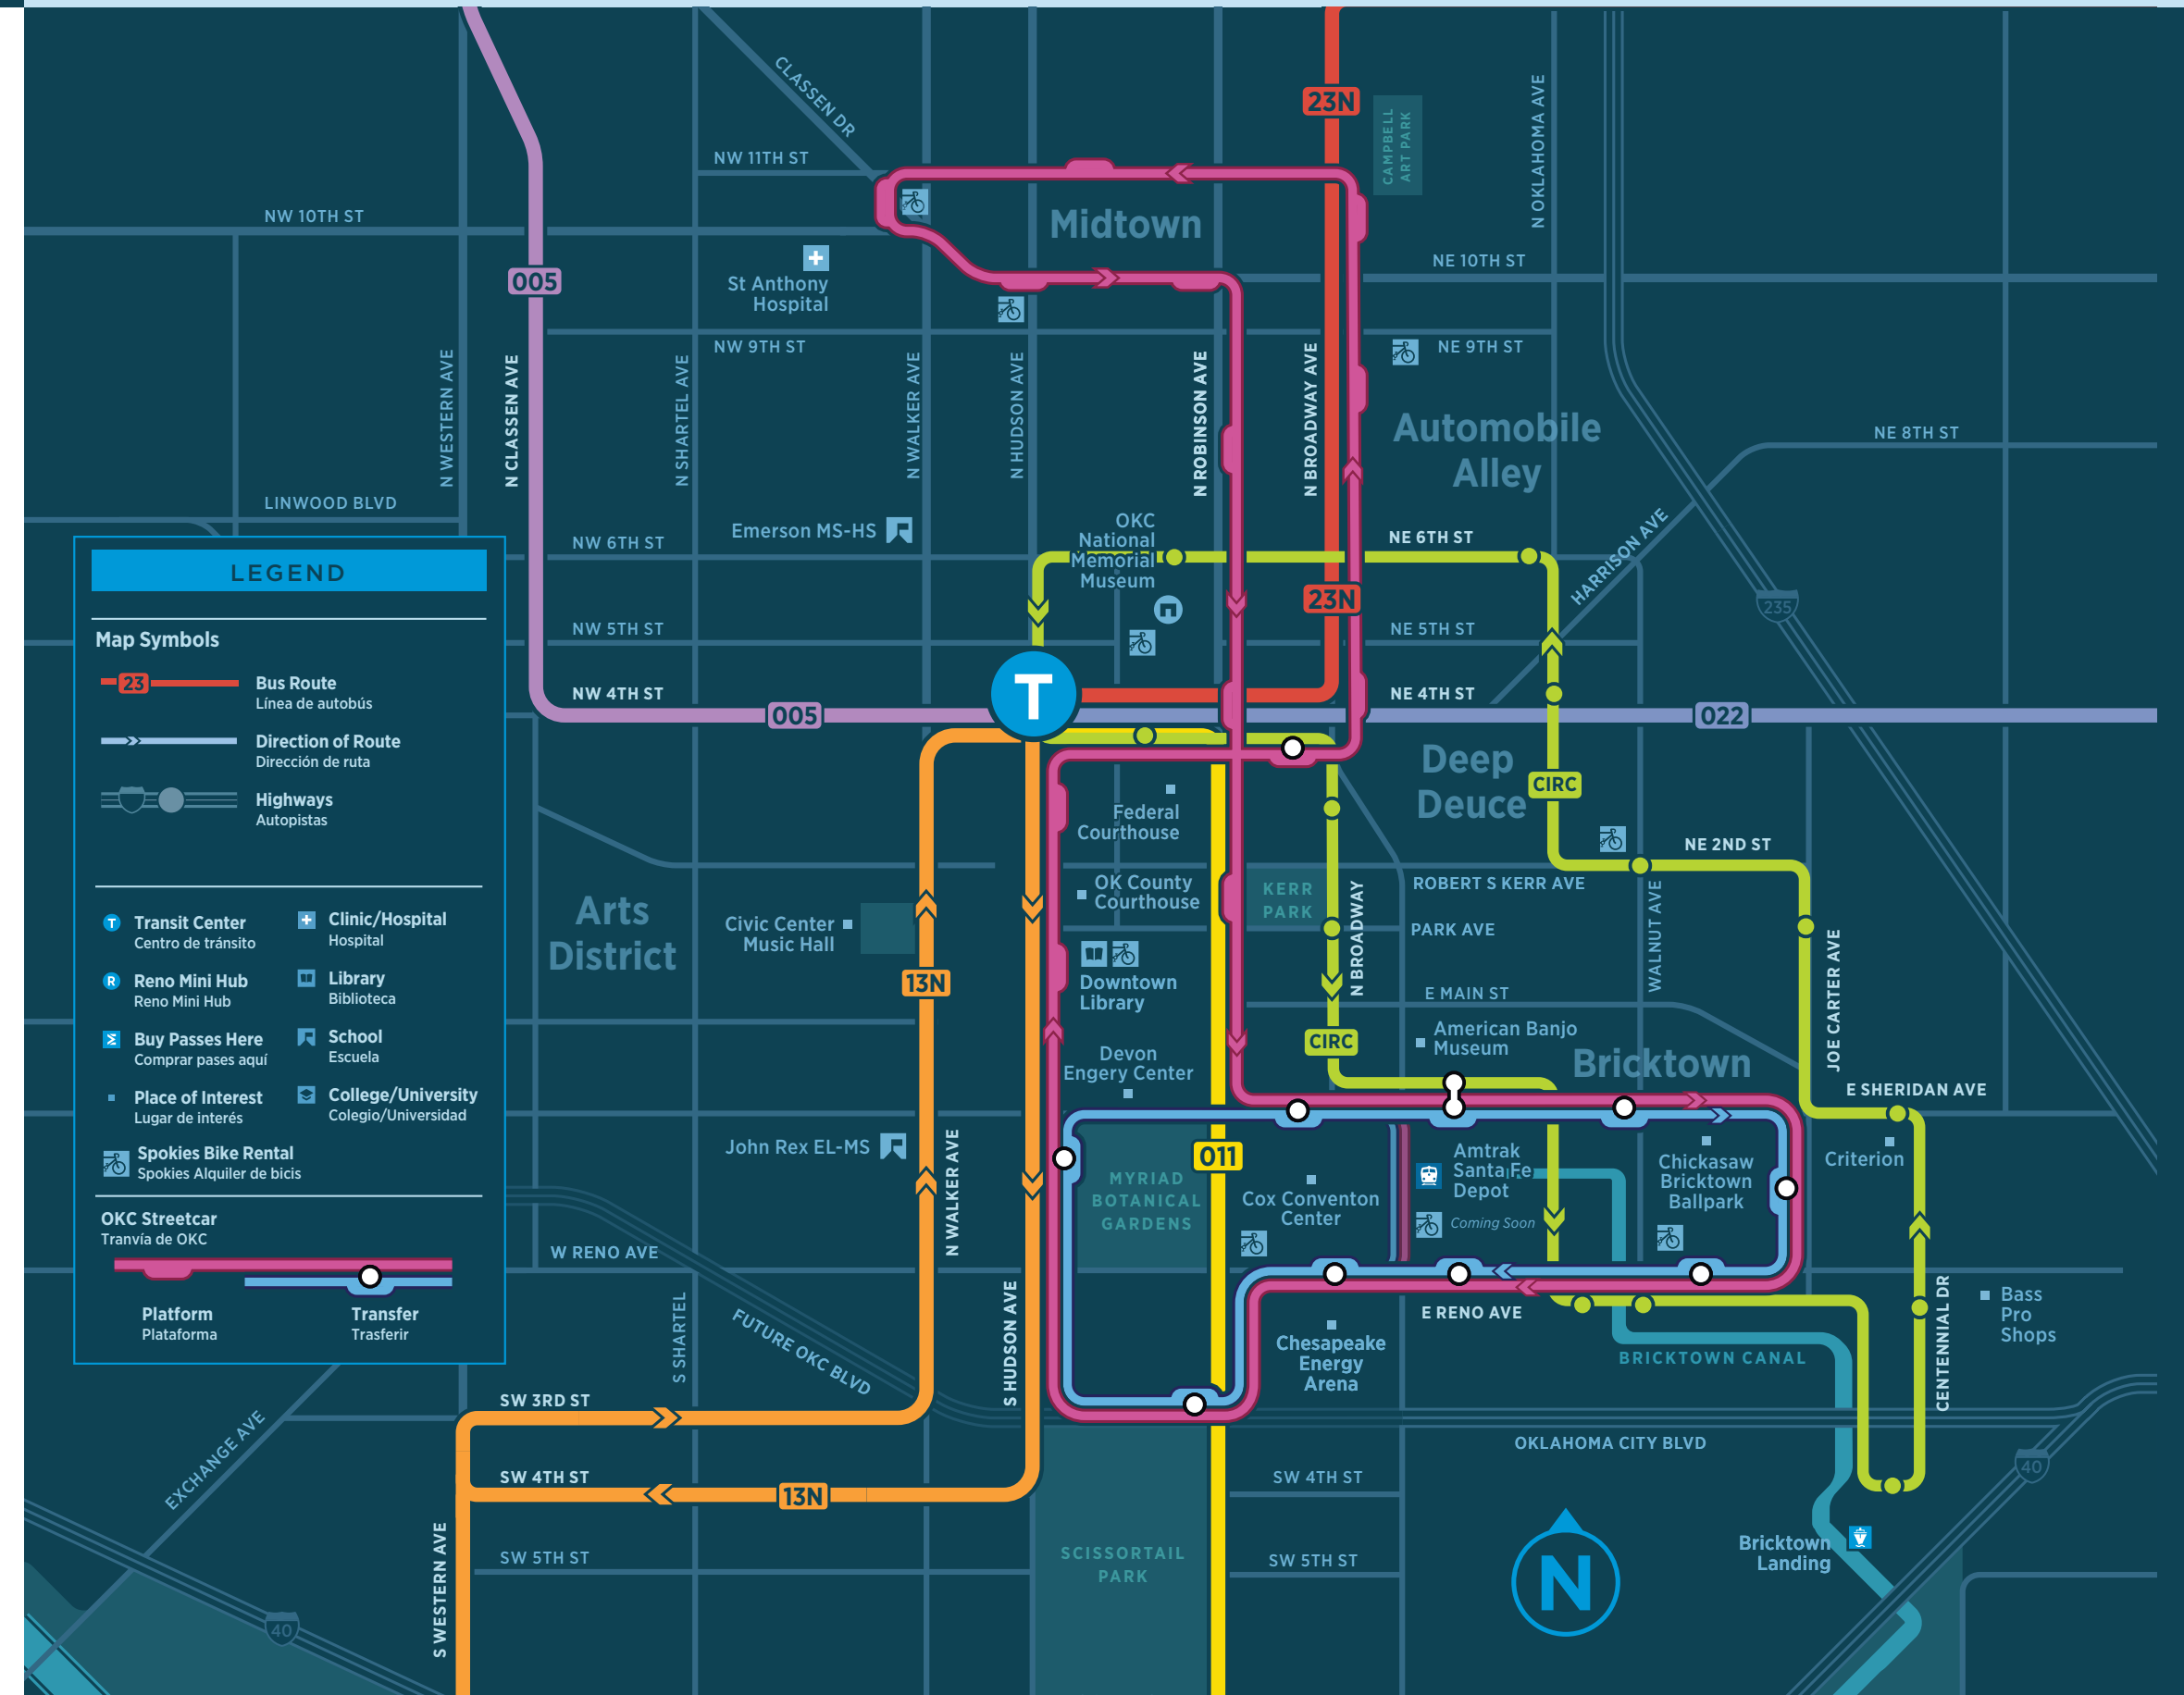 CLASSEN DR
23N
CAMPBELL
ART PARK
N OKLAHOMA AVE
NW 11TH ST
NW 10TH ST
Midtown
NE 10TH ST
005
St Anthony
Hospital
NW 9TH ST
NE 9TH ST
N WESTERN AVE
N CLASSEN AVE
N SHARTEL AVE
N WALKER AVE
N HUDSON AVE
N ROBINSON AVE
N BROADWAY AVE
Automobile
Alley
NE 8TH ST
LINWOOD BLVD
Emerson MS-HS
OKC
National
Memorial
Museum
NW 6TH ST
NE 6TH ST
HARRISON AVE
235
23N
NW 5TH ST
NE 5TH ST
T
NW 4TH ST
NE 4TH ST
005
022
Deep
Deuce
CIRC
Federal
Courthouse
NE 2ND ST
OK County
Courthouse
KERR
PARK
ROBERT S KERR AVE
WALNUT AVE
Arts
District
Civic Center
Music Hall
PARK AVE
N BROADWAY
JOE CARTER AVE
13N
Downtown
Library
E MAIN ST
American Banjo
Museum
CIRC
Bricktown
Devon
Engery Center
E SHERIDAN AVE
John Rex EL-MS
N WALKER AVE
011
MYRIAD
BOTANICAL
GARDENS
Cox Conventon
Center
Amtrak
Santa Fe
Depot
Coming Soon
Chickasaw
Bricktown
Ballpark
Criterion
W RENO AVE
S SHARTEL
FUTURE OKC BLVD
S HUDSON AVE
E RENO AVE
Chesapeake
Energy
Arena
BRICKTOWN CANAL
CENTENNIAL DR
Bass
Pro
Shops
SW 3RD ST
OKLAHOMA CITY BLVD
EXCHANGE AVE
SW 4TH ST
13N
SW 4TH ST
40
S WESTERN AVE
SW 5TH ST
SCISSORTAIL
PARK
SW 5TH ST
N
Bricktown
Landing
40
LEGEND
Map Symbols
23
Bus Route
Línea de autobús
Direction of Route
Dirección de ruta
Highways
Autopistas
T
Transit Center
Centro de tránsito
R
Reno Mini Hub
Reno Mini Hub
Buy Passes Here
Comprar pases aquí
Place of Interest
Lugar de interés
Spokies Bike Rental
Spokies Alquiler de bicis
Clinic/Hospital
Hospital
Library
Biblioteca
School
Escuela
College/University
Colegio/Universidad
OKC Streetcar
Tranvía de OKC
Platform
Plataforma
Transfer
Trasferir